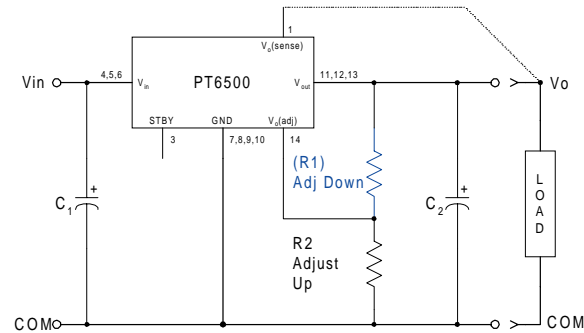 1
Vo(sense)
Vin
4,5,6
Vin
PT6500
Vout
11,12,13
Vo
STBY
GND
Vo(adj)
3
7,8,9,10
14
(R1)
Adj Down
C1
+
C2
+
L
O
A
D
R2
Adjust
Up
COM
COM